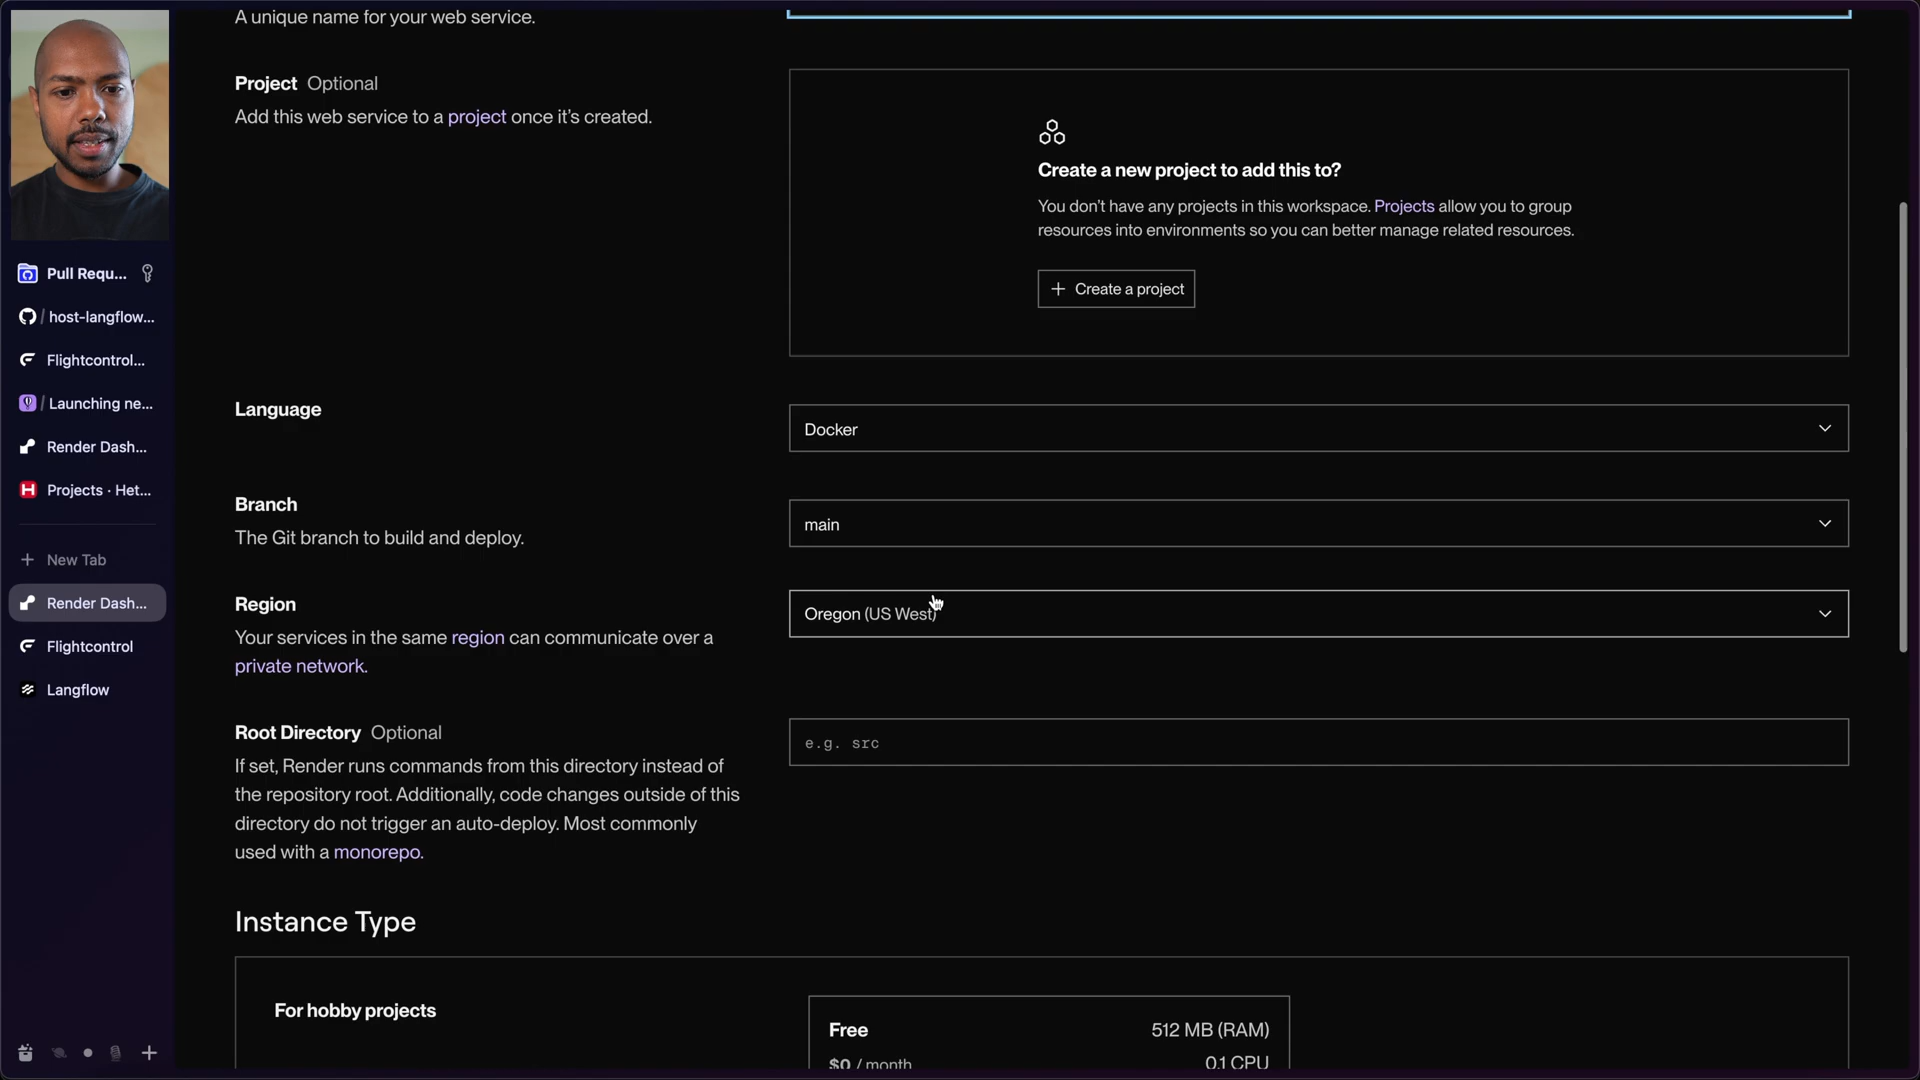 A unique name for your web service.
Project Optional
Add this web service to a project once it's created.
Create a new project to add this to?
You don't have any projects in this workspace. Projects allow you to group
resources into environments so you can better manage related resources.
+ Create a project
Language
Docker
Branch
The Git branch to build and deploy.
main
Region
Your services in the same region can communicate over a
private network.
Oregon (US West)
Root Directory Optional
If set, Render runs commands from this directory instead of
the repository root. Additionally, code changes outside of this
directory do not trigger an auto-deploy. Most commonly
used with a monorepo.
e.g. src
Instance Type
For hobby projects
Free
512 MB (RAM)
$0 / month
0.1 CPU
Pull Requ...
/ host-langflow...
Flightcontrol...
/ Launching ne...
Render Dash...
H Projects · Het...
+ New Tab
Render Dash...
Flightcontrol
Langflow